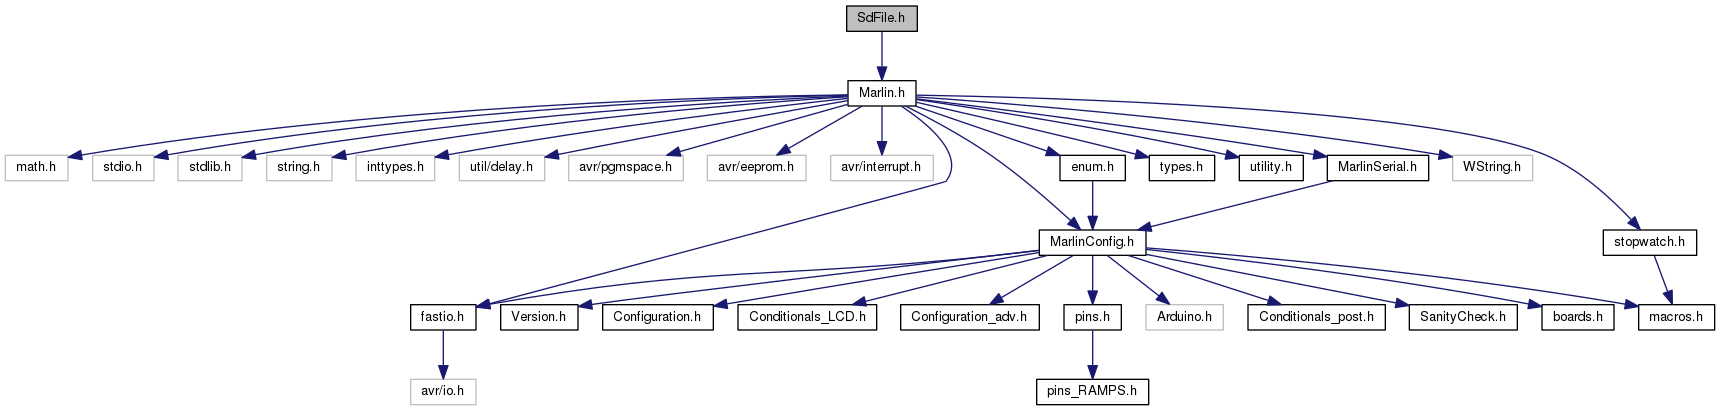 SdFile.h
Marlin.h
math.h
stdio.h
stdlib.h
string.h
inttypes.h
util/delay.h
avr/pgmspace.h
avr/eeprom.h
avr/interrupt.h
enum.h
types.h
utility.h
MarlinSerial.h
WString.h
MarlinConfig.h
stopwatch.h
fastio.h
Version.h
Configuration.h
Conditionals_LCD.h
Configuration_adv.h
pins.h
Arduino.h
Conditionals_post.h
SanityCheck.h
boards.h
macros.h
avr/io.h
pins_RAMPS.h